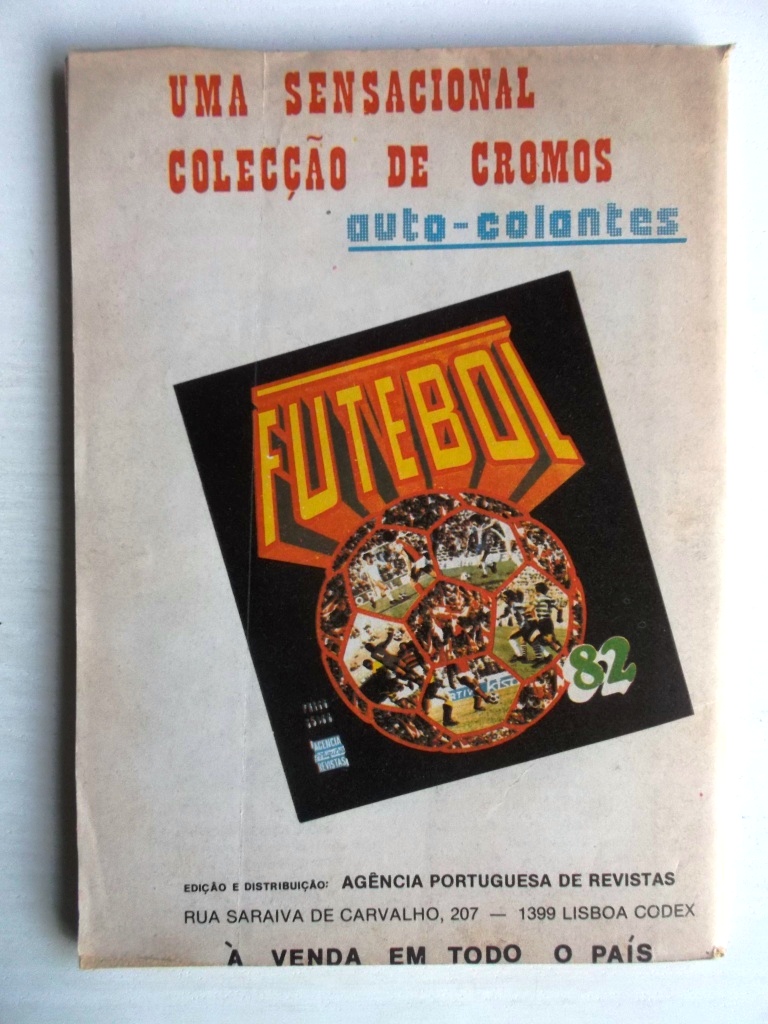 UMA SENSACIONAL
COLECÇÃO DE CROMOS
auto-colantes
FUTEBOL
82
AGENCIA
REVISTAS
EDIÇÃO E DISTRIBUIÇÃO: AGÊNCIA PORTUGUESA DE REVISTAS
RUA SARAIVA DE CARVALHO, 207 — 1399 LISBOA CODEX
À VENDA EM TODO O PAÍS